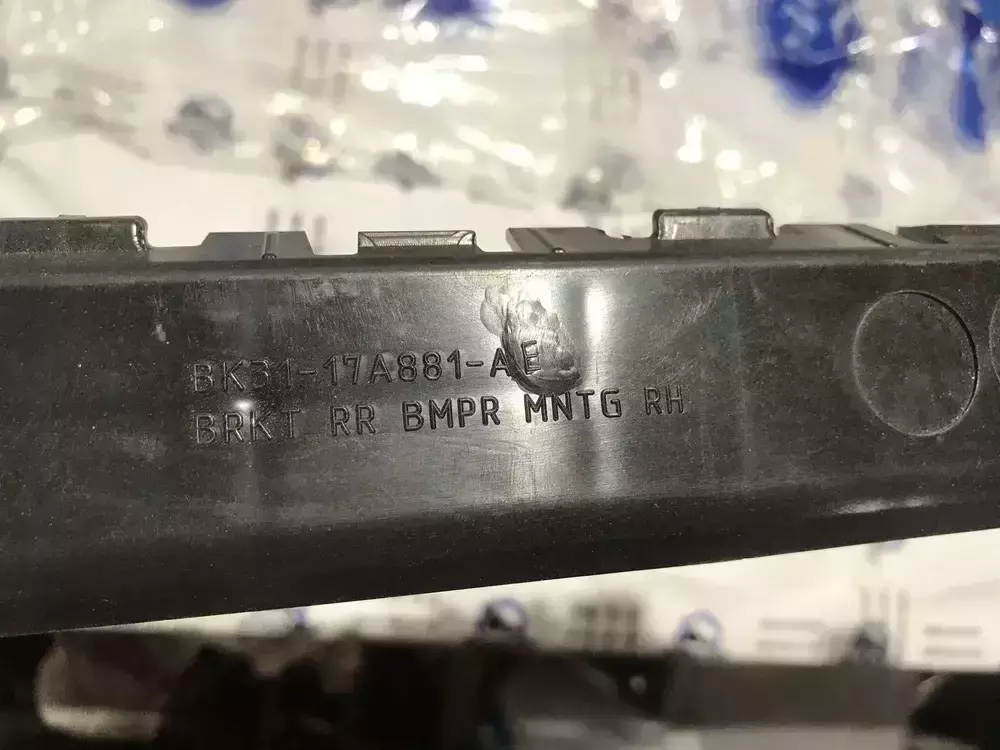 BK31-17A881-AE
BRKT RR BMPR MNTG RH